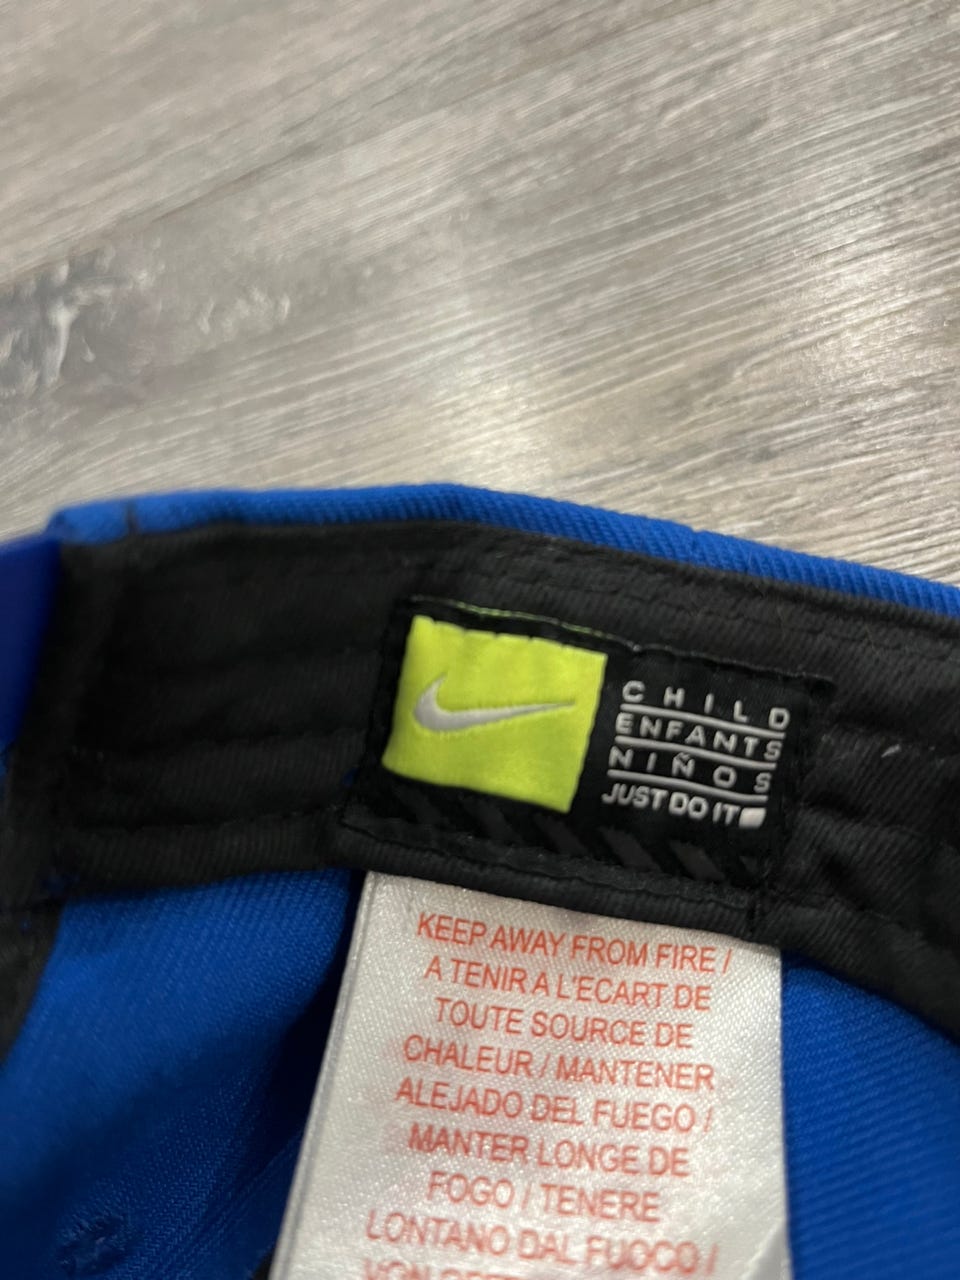 CHILD
ENFANTS
NIÑOS
JUST DO IT
KEEP AWAY FROM FIRE /
A TENIR A L'ECART DE
TOUTE SOURCE DE
CHALEUR / MANTENER
ALEJADO DEL FUEGO /
MANTER LONGE DE
FOGO / TENERE
LONTANO DAL FUOCO /
VON